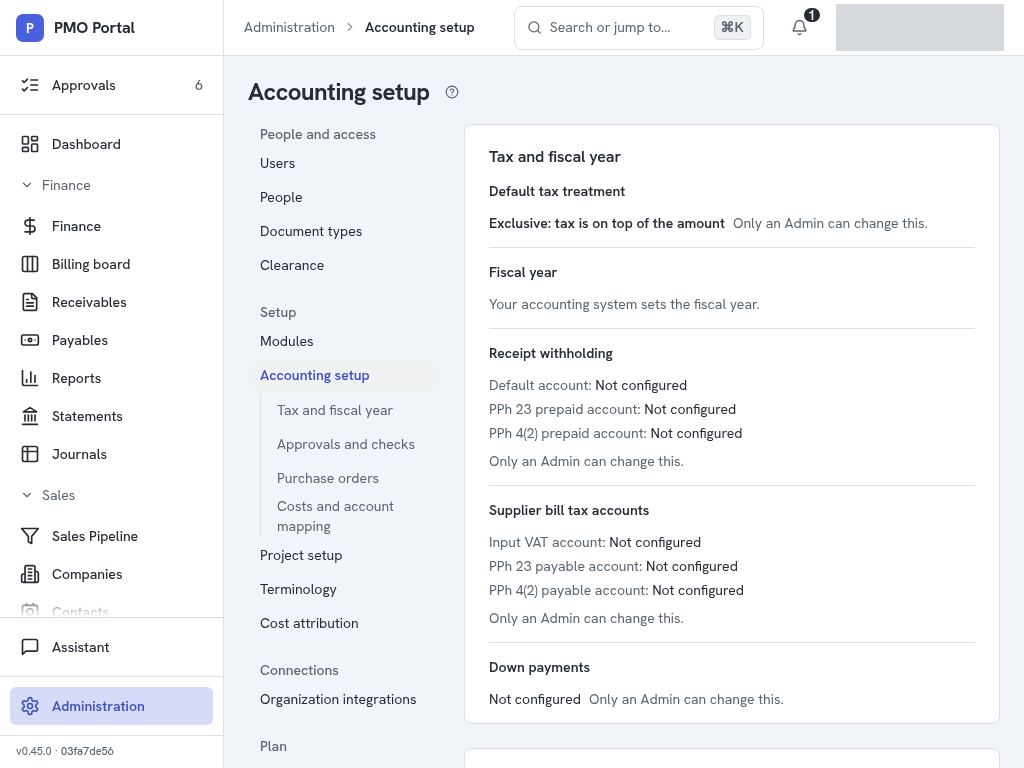 P PMO Portal
Administration > Accounting setup
Search or jump to... ⌘K
1
Approvals 6
Dashboard
Finance
Finance
Billing board
Receivables
Payables
Reports
Statements
Journals
Sales
Sales Pipeline
Companies
Contacts
Assistant
Administration
v0.45.0 · 03fa7de56
Accounting setup
People and access
Users
People
Document types
Clearance
Setup
Modules
Accounting setup
Tax and fiscal year
Approvals and checks
Purchase orders
Costs and account
mapping
Project setup
Terminology
Cost attribution
Connections
Organization integrations
Plan
Tax and fiscal year
Default tax treatment
Exclusive: tax is on top of the amount Only an Admin can change this.
Fiscal year
Your accounting system sets the fiscal year.
Receipt withholding
Default account: Not configured
PPh 23 prepaid account: Not configured
PPh 4(2) prepaid account: Not configured
Only an Admin can change this.
Supplier bill tax accounts
Input VAT account: Not configured
PPh 23 payable account: Not configured
PPh 4(2) payable account: Not configured
Only an Admin can change this.
Down payments
Not configured Only an Admin can change this.